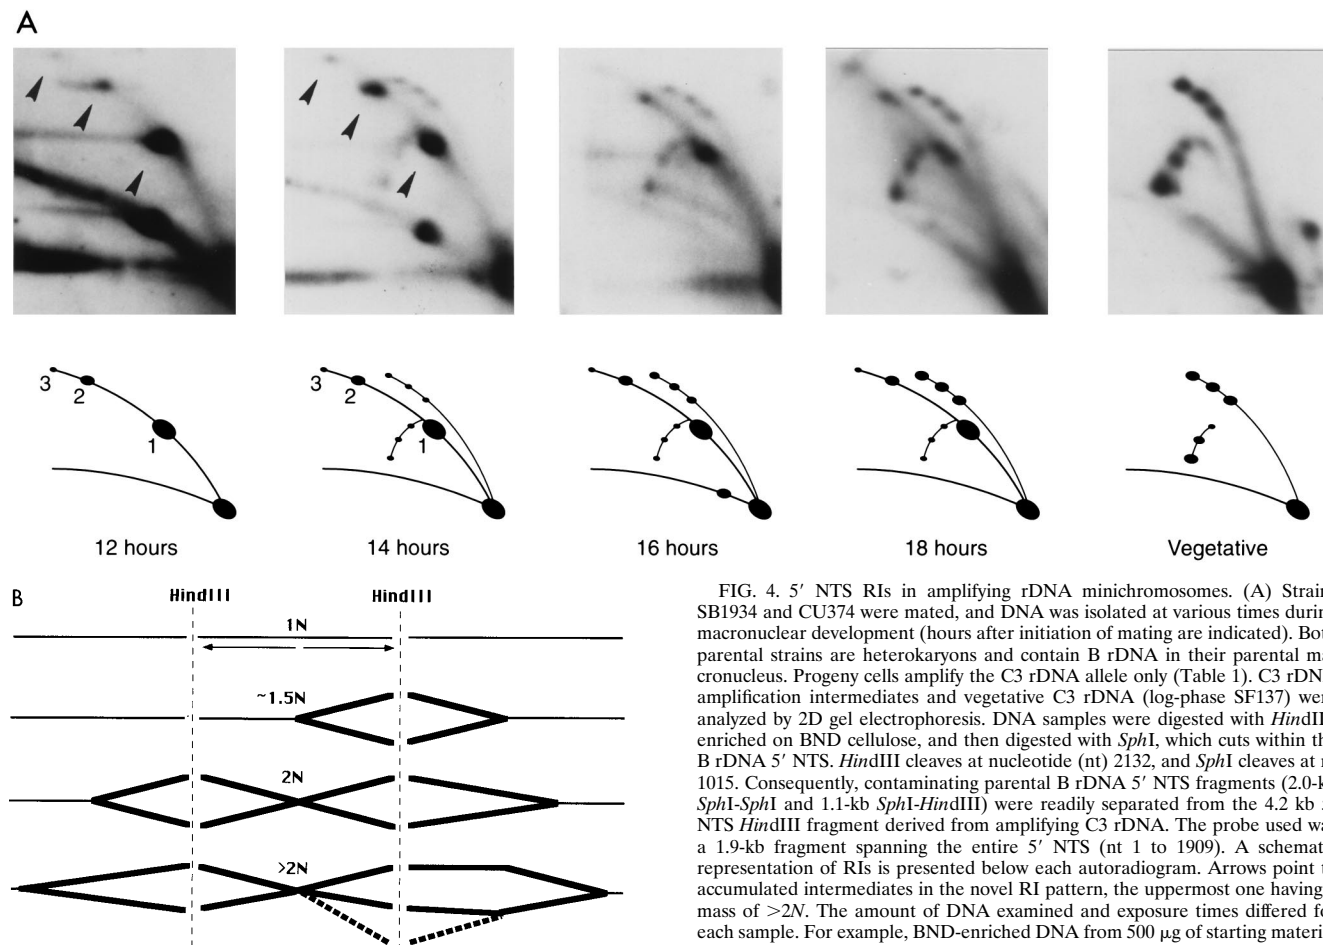 A
3
2
1
12 hours
3
2
1
14 hours
16 hours
18 hours
Vegetative
B
HindIII
HindIII
1N
~1.5N
2N
>2N
FIG. 4. 5′ NTS RIs in amplifying rDNA minichromosomes. (A) Strain
SB1934 and CU374 were mated, and DNA was isolated at various times durin
macronuclear development (hours after initiation of mating are indicated). Bot
parental strains are heterokaryons and contain B rDNA in their parental ma
cronucleus. Progeny cells amplify the C3 rDNA allele only (Table 1). C3 rDN
amplification intermediates and vegetative C3 rDNA (log-phase SF137) wer
analyzed by 2D gel electrophoresis. DNA samples were digested with HindII
enriched on BND cellulose, and then digested with SphI, which cuts within th
B rDNA 5′ NTS. HindIII cleaves at nucleotide (nt) 2132, and SphI cleaves at n
1015. Consequently, contaminating parental B rDNA 5′ NTS fragments (2.0-k
SphI-SphI and 1.1-kb SphI-HindIII) were readily separated from the 4.2 kb
NTS HindIII fragment derived from amplifying C3 rDNA. The probe used wa
a 1.9-kb fragment spanning the entire 5′ NTS (nt 1 to 1909). A schemat
representation of RIs is presented below each autoradiogram. Arrows point t
accumulated intermediates in the novel RI pattern, the uppermost one having
mass of >2N. The amount of DNA examined and exposure times differed fo
each sample. For example, BND-enriched DNA from 500 μg of starting materi